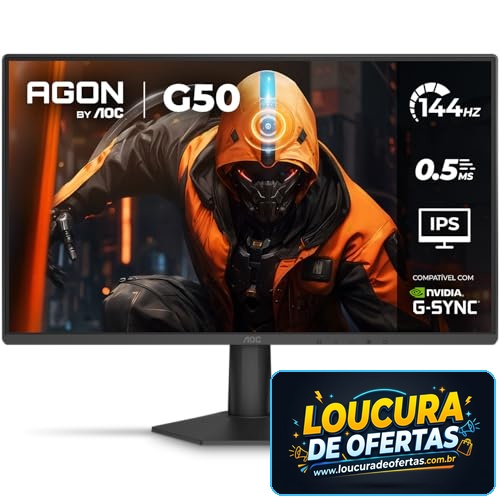 AGON
BY AOC
G50
144HZ
0.5MS
IPS
COMPATÍVEL COM
NVIDIA
G-SYNC
AOC
LOUCURA
DE OFERTAS
www.loucuradeofertas.com.br